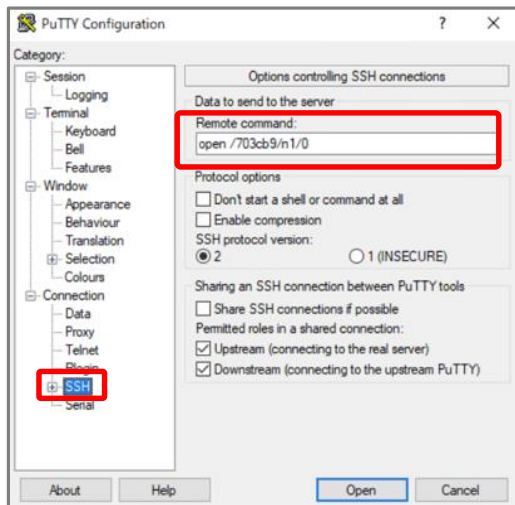 PuTTY Configuration ? ×
Category:
Session
Logging
Terminal
Keyboard
Bell
Features
Window
Appearance
Behaviour
Translation
Selection
Colours
Connection
Data
Proxy
Telnet
Rlogin
SSH
Serial
Options controlling SSH connections
Data to send to the server
Remote command:
open /703cb9/n1/0
Protocol options
Don't start a shell or command at all
Enable compression
SSH protocol version:
2 1 (INSECURE)
Sharing an SSH connection between PuTTY tools
Share SSH connections if possible
Permitted roles in a shared connection:
Upstream (connecting to the real server)
Downstream (connecting to the upstream PuTTY)
About Help Open Cancel